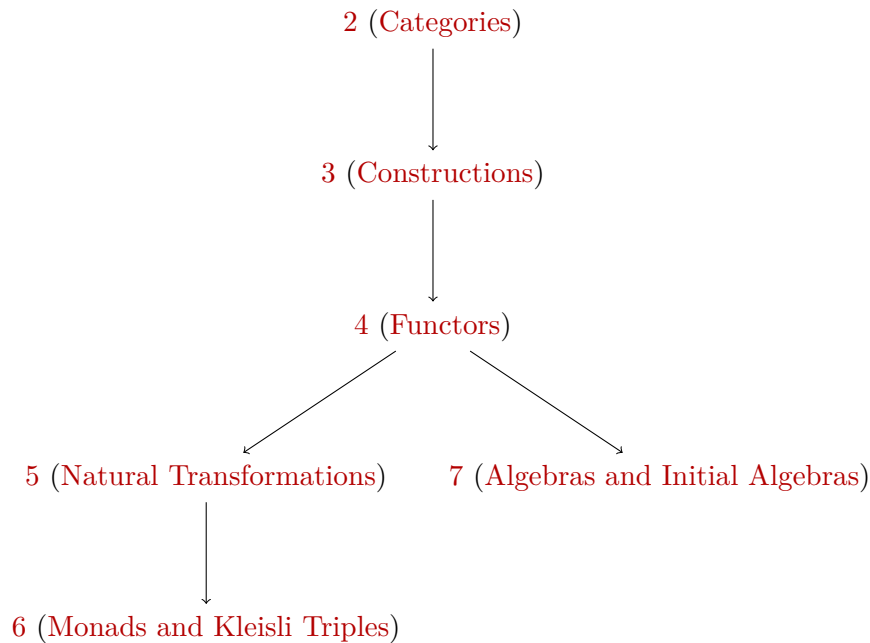 2 (Categories)
3 (Constructions)
4 (Functors)
5 (Natural Transformations)
7 (Algebras and Initial Algebras)
6 (Monads and Kleisli Triples)